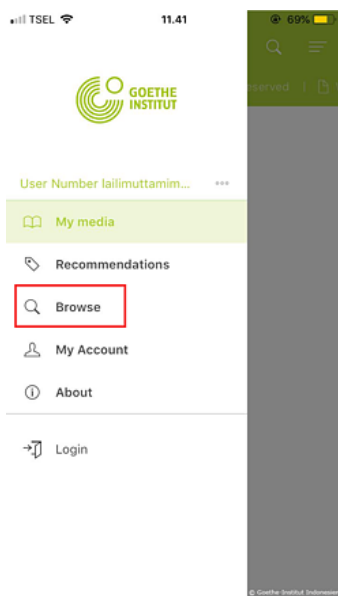 TSEL 11.41 69%
GOETHE
INSTITUT
eserved
User Number lailimuttamim...
My media
Recommendations
Browse
My Account
About
Login
© Goethe-Institut Indonesien